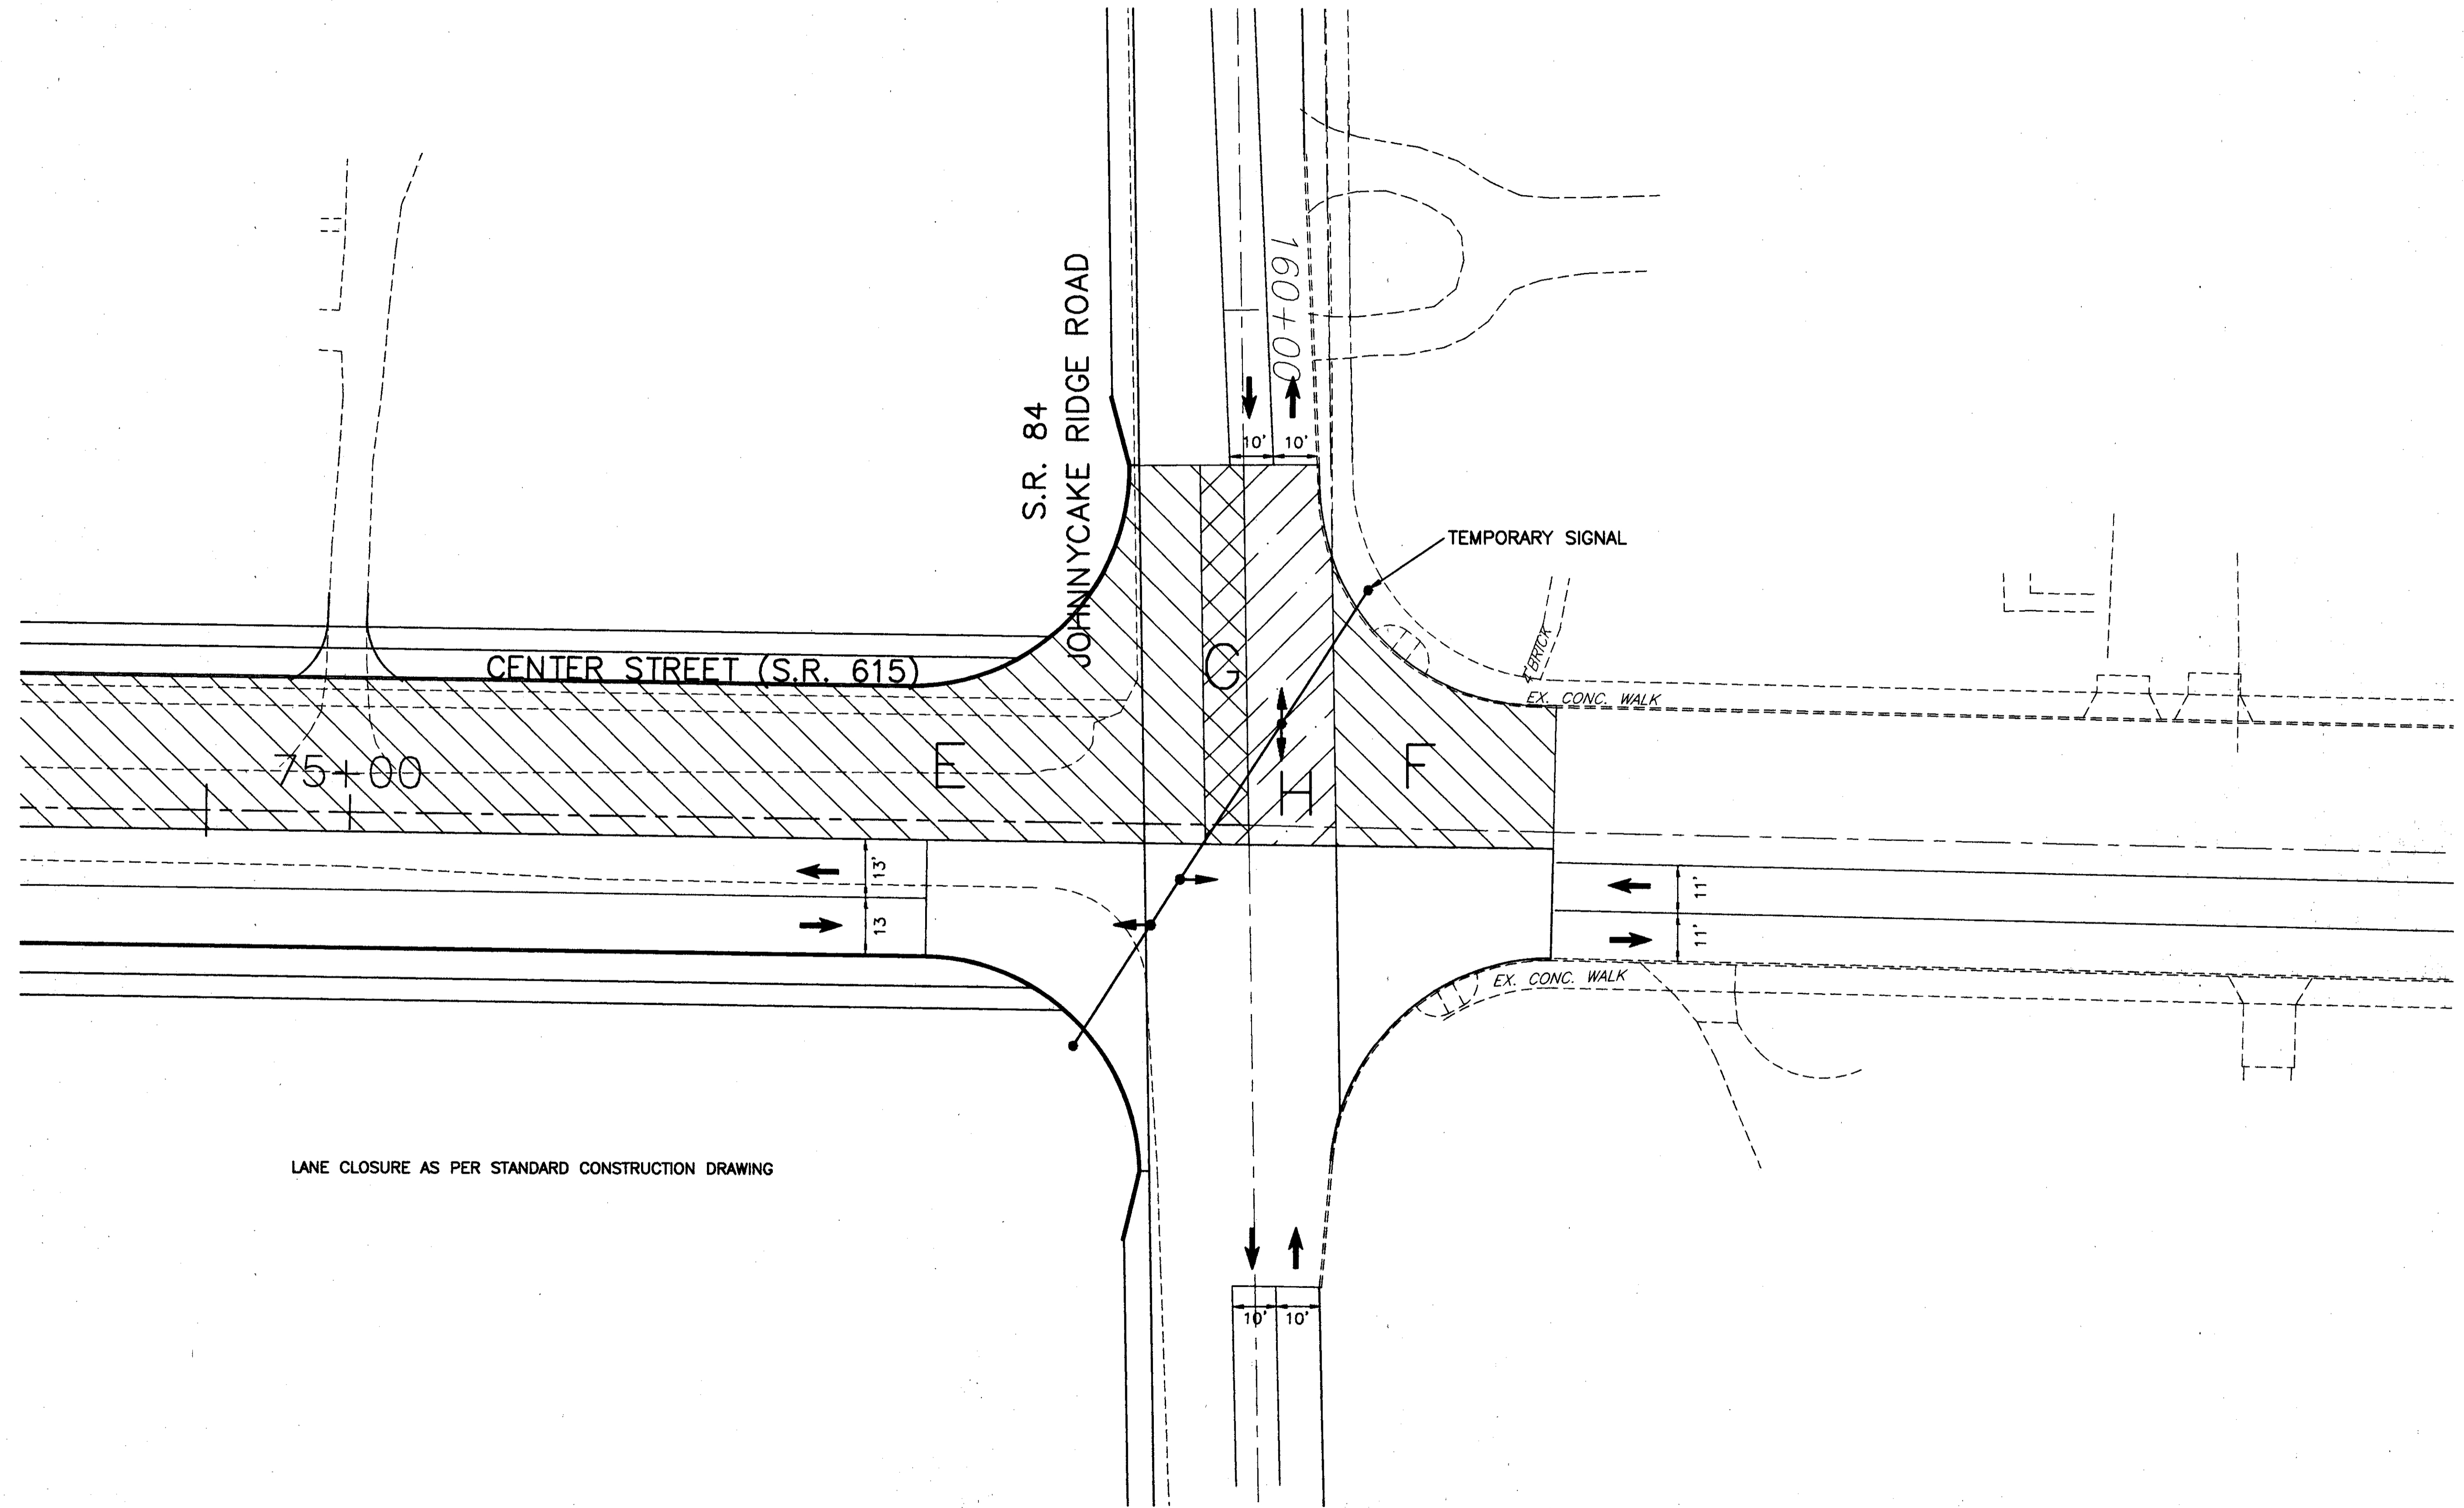 160+00
S.R. 84
JOHNNYCAKE RIDGE ROAD
10' 10'
TEMPORARY SIGNAL
CENTER STREET (S.R. 615)
G
BRICK
EX. CONC. WALK
75+00
E
H
F
13'
13
11'
11'
EX. CONC. WALK
LANE CLOSURE AS PER STANDARD CONSTRUCTION DRAWING
10' 10'